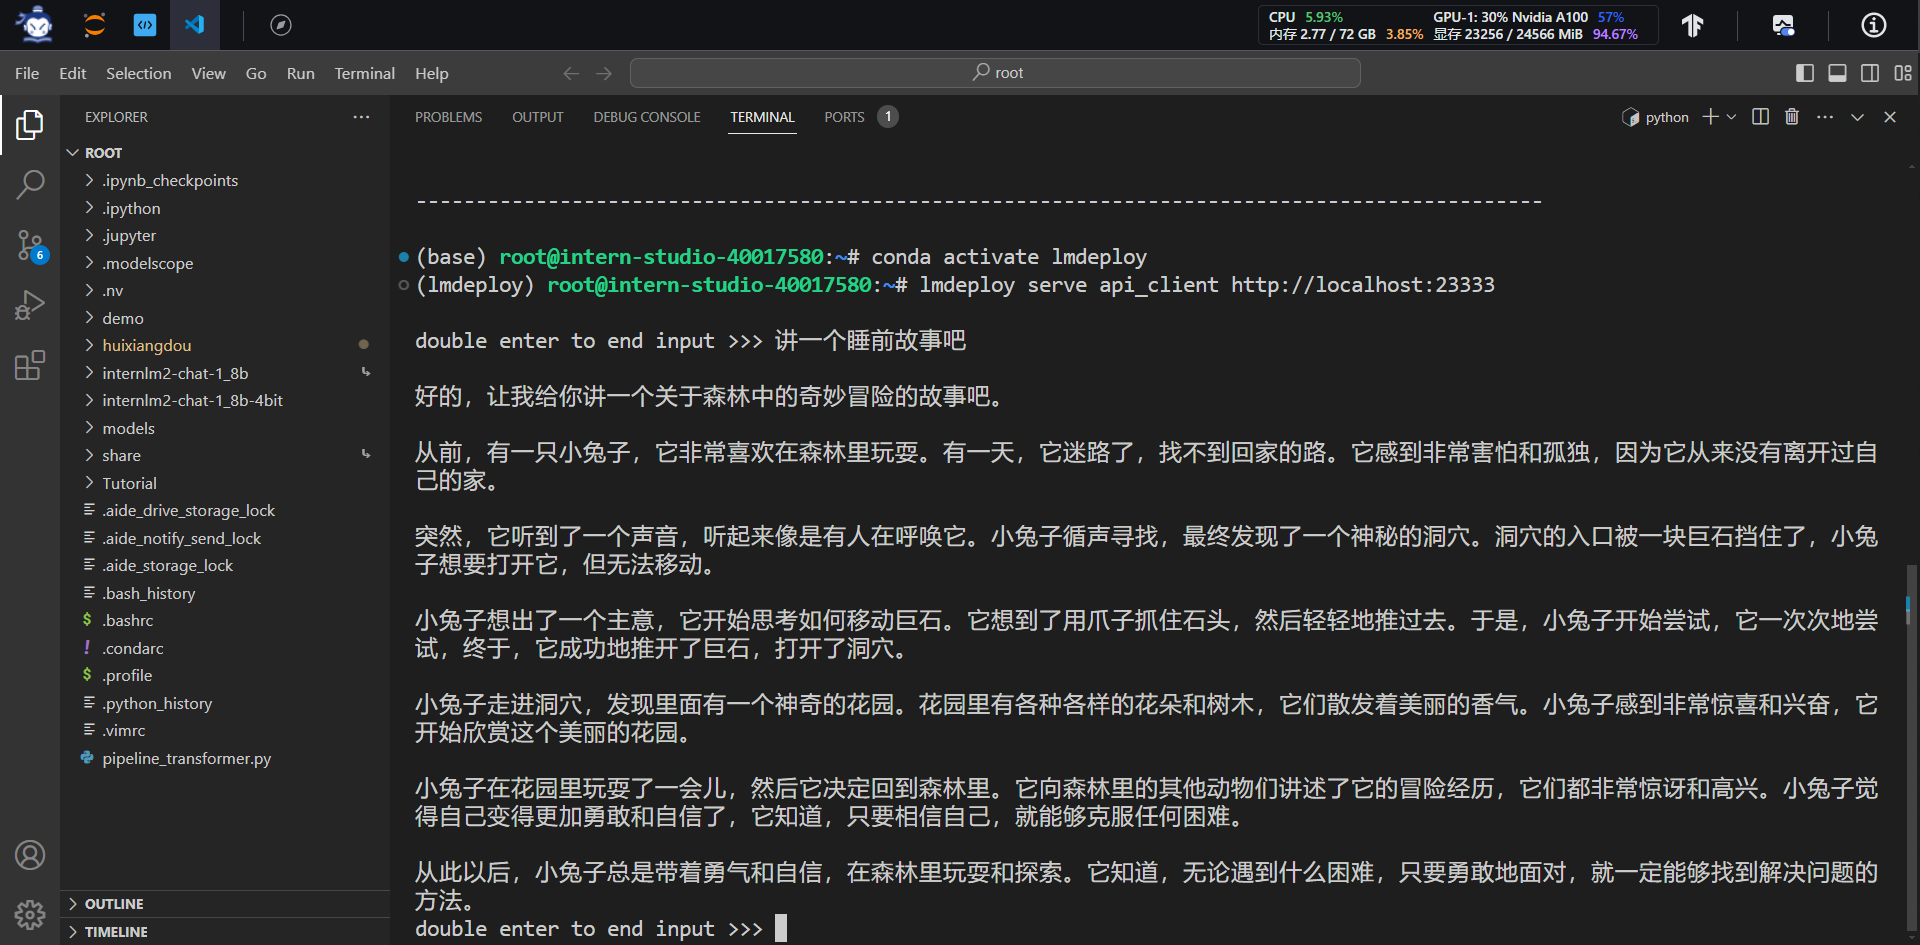 CPU 5.93%
GPU-1: 30% Nvidia A100 57%
内存 2.77 / 72 GB 3.85%
显存 23256 / 24566 MiB 94.67%
File Edit Selection View Go Run Terminal Help
root
EXPLORER
ROOT
.ipynb_checkpoints
.ipython
.jupyter
.modelscope
.nv
demo
huixiangdou
internlm2-chat-1_8b
internlm2-chat-1_8b-4bit
models
share
Tutorial
.aide_drive_storage_lock
.aide_notify_send_lock
.aide_storage_lock
.bash_history
.bashrc
.condarc
.profile
.python_history
.vimrc
pipeline_transformer.py
OUTLINE
TIMELINE
6
PROBLEMS OUTPUT DEBUG CONSOLE TERMINAL PORTS 1
python
----------------------------------------------------------------------------------------------
(base) root@intern-studio-40017580:~# conda activate lmdeploy
(lmdeploy) root@intern-studio-40017580:~# lmdeploy serve api_client http://localhost:23333
double enter to end input >>> 讲一个睡前故事吧
好的，让我给你讲一个关于森林中的奇妙冒险的故事吧。
从前，有一只小兔子，它非常喜欢在森林里玩耍。有一天，它迷路了，找不到回家的路。它感到非常害怕和孤独，因为它从来没有离开过自
己的家。
突然，它听到了一个声音，听起来像是有人在呼唤它。小兔子循声寻找，最终发现了一个神秘的洞穴。洞穴的入口被一块巨石挡住了，小兔
子想要打开它，但无法移动。
小兔子想出了一个主意，它开始思考如何移动巨石。它想到了用爪子抓住石头，然后轻轻地推过去。于是，小兔子开始尝试，它一次次地尝
试，终于，它成功地推开了巨石，打开了洞穴。
小兔子走进洞穴，发现里面有一个神奇的花园。花园里有各种各样的花朵和树木，它们散发着美丽的香气。小兔子感到非常惊喜和兴奋，它
开始欣赏这个美丽的花园。
小兔子在花园里玩耍了一会儿，然后它决定回到森林里。它向森林里的其他动物们讲述了它的冒险经历，它们都非常惊讶和高兴。小兔子觉
得自己变得更加勇敢和自信了，它知道，只要相信自己，就能够克服任何困难。
从此以后，小兔子总是带着勇气和自信，在森林里玩耍和探索。它知道，无论遇到什么困难，只要勇敢地面对，就一定能够找到解决问题的
方法。
double enter to end input >>>